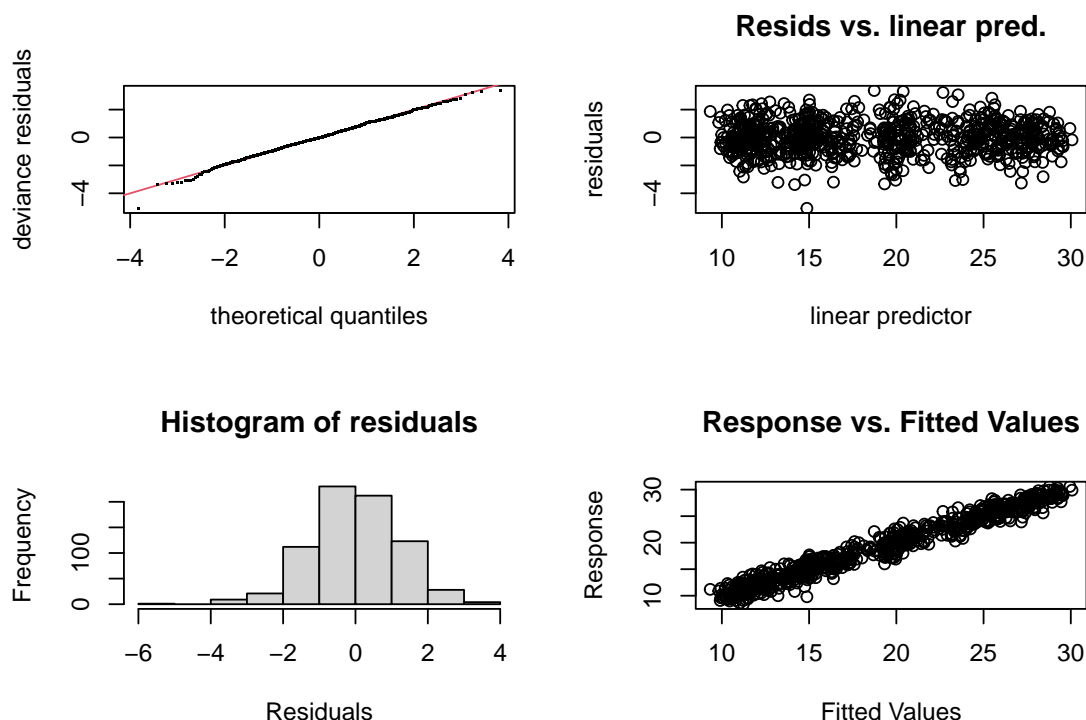 deviance residuals
0
−4
−4
−2
0
2
4
theoretical quantiles
Resids vs. linear pred.
residuals
0
−4
10
15
20
25
30
linear predictor
Histogram of residuals
Frequency
100
0
−6
−4
−2
0
2
4
Residuals
Response vs. Fitted Values
Response
30
20
10
10
15
20
25
30
Fitted Values